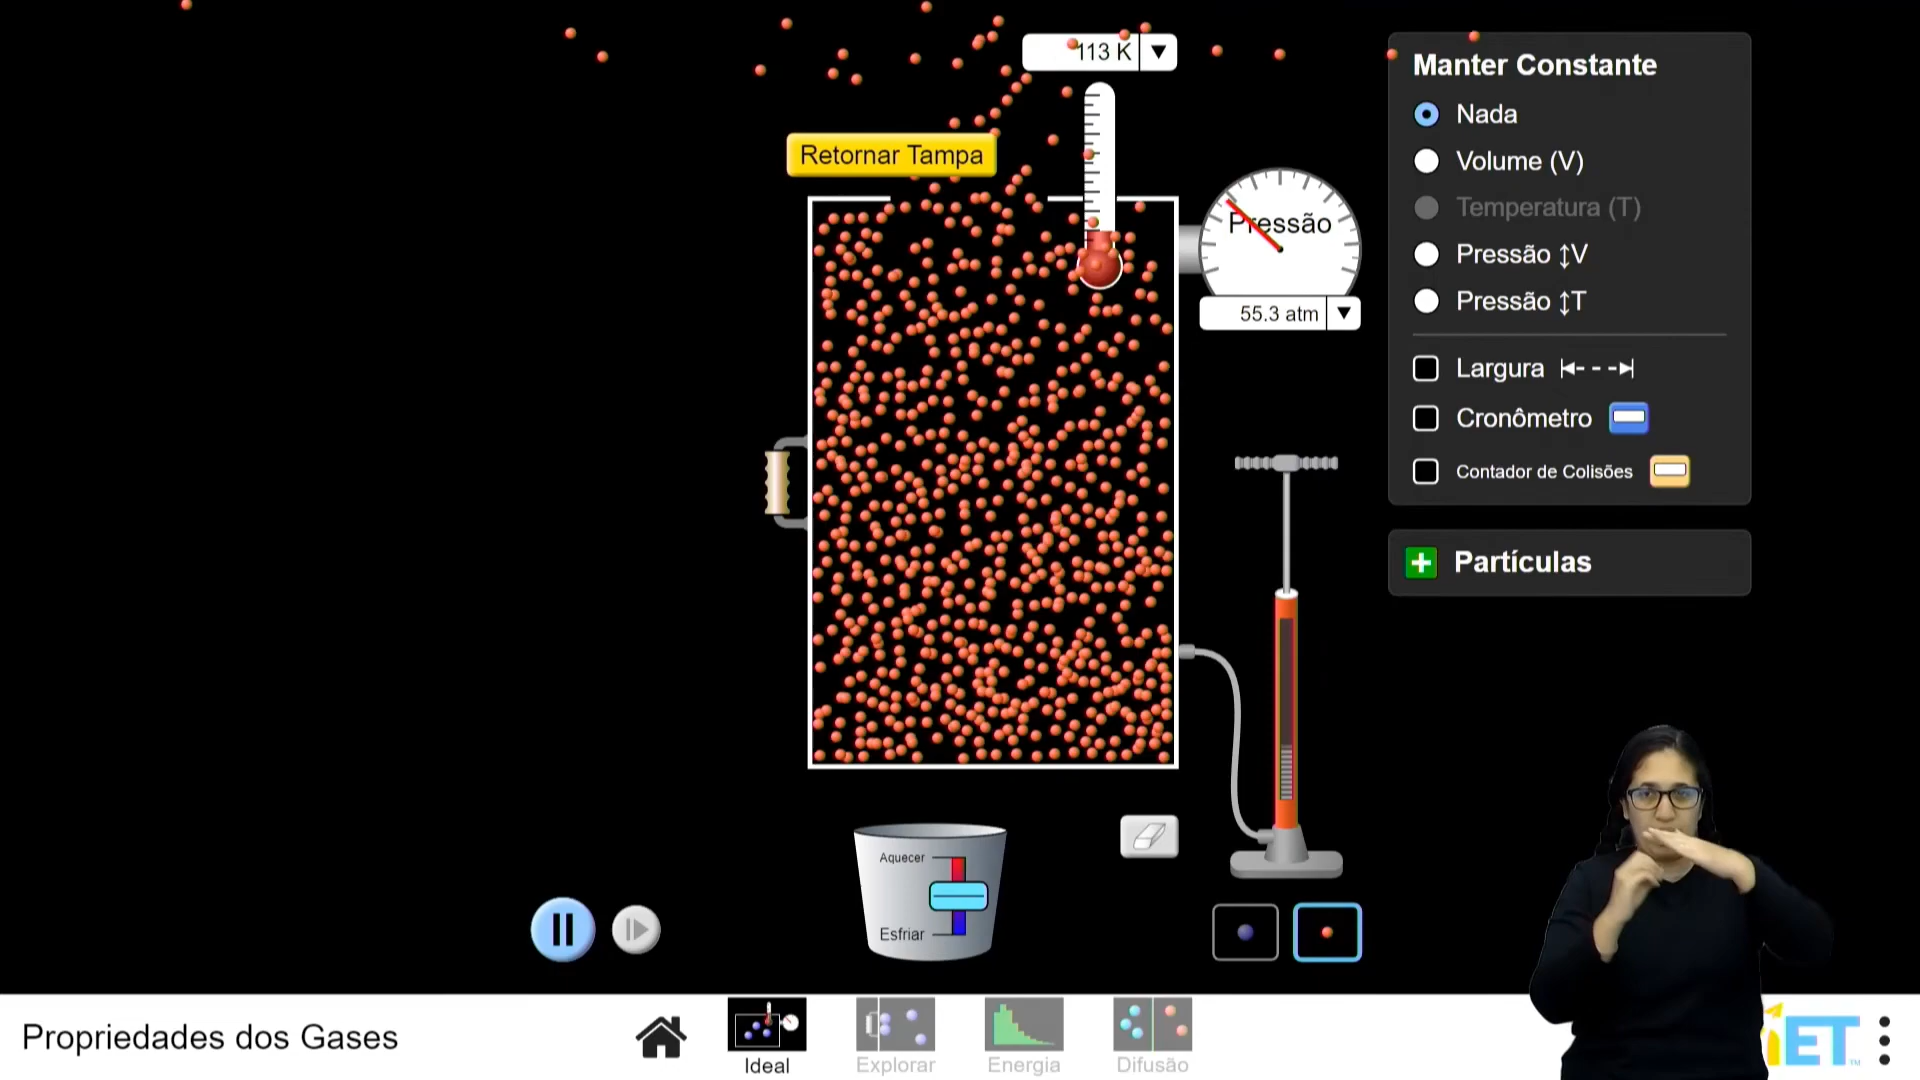 113 K
Retornar Tampa
Pressão
55.3 atm
Manter Constante
Nada
Volume (V)
Temperatura (T)
Pressão ↕V
Pressão ↕T
Largura
Cronômetro
Contador de Colisões
Partículas
Aquecer
Esfriar
Propriedades dos Gases
Ideal
Explorar
Energia
Difusão
iET